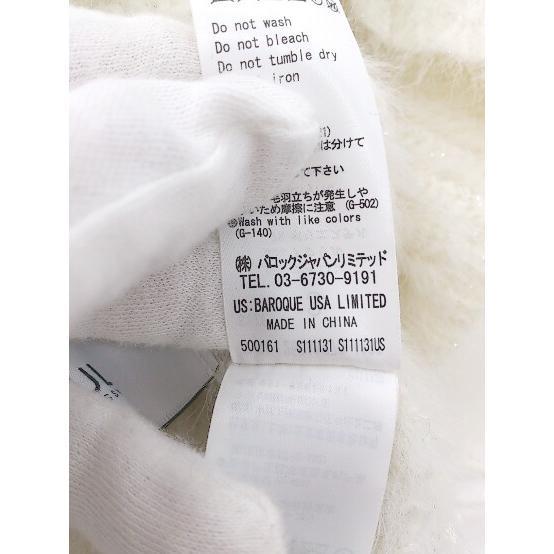 Do not wash
Do not bleach
Do not tumble dry
iron
は分けて
て下さい
毛羽立ちが発生しや
いため摩擦に注意 (G-502)
Wash with like colors
(G-140)
(株) バロックジャパンリミテッド
TEL. 03-6730-9191
US: BAROQUE USA LIMITED
MADE IN CHINA
500161 S111131 S111131US